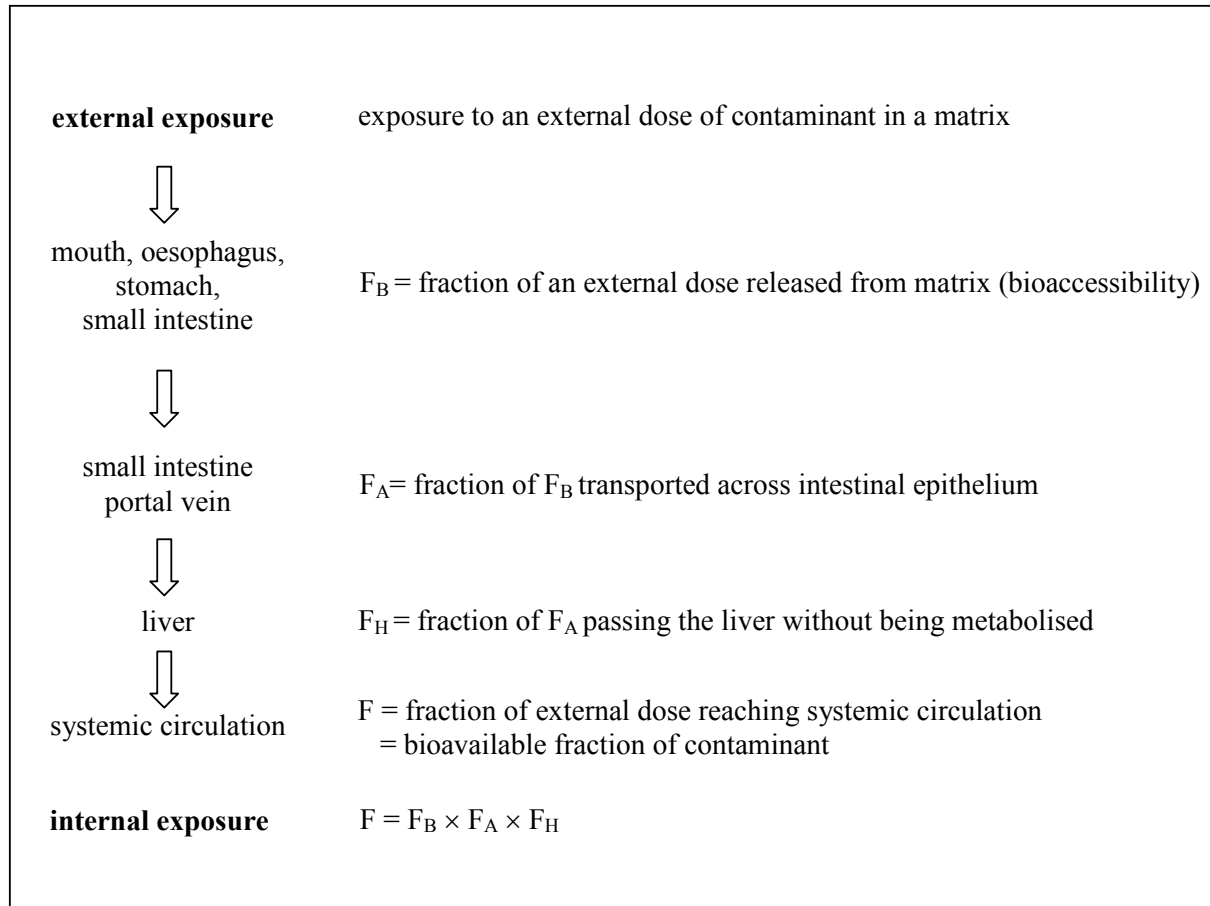 external exposure exposure to an external dose of contaminant in a matrix
mouth, oesophagus,
stomach,
small intestine
F_B = fraction of an external dose released from matrix (bioaccessibility)
small intestine
portal vein
F_A= fraction of F_B transported across intestinal epithelium
liver F_H = fraction of F_A passing the liver without being metabolised
systemic circulation
F = fraction of external dose reaching systemic circulation
= bioavailable fraction of contaminant
internal exposure F = F_B × F_A × F_H